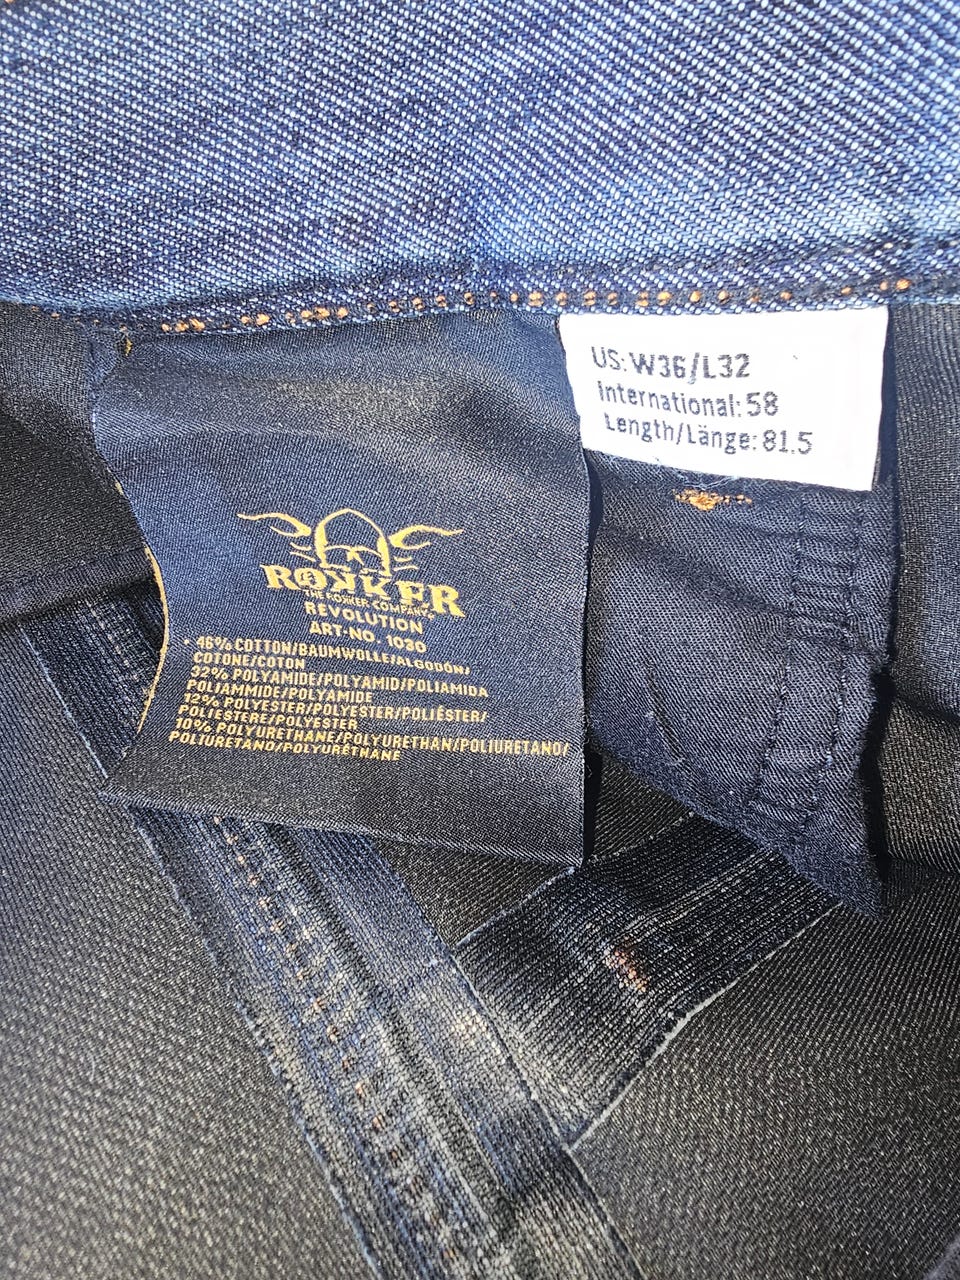 US: W36/L32
International: 58
Length/Länge: 81.5
ROKKER
THE ROKKER COMPANY
REVOLUTION
ART-NO. 1030
46% COTTON/BAUMWOLLE/ALGODÓN/
COTONE/COTON
32% POLYAMIDE/POLYAMID/POLIAMIDA
POLIAMMIDE/POLYAMIDE
12% POLYESTER/POLYESTER/POLIÉSTER/
POLIESTERE/POLYESTER
10% POLYURETHANE/POLYURETHAN/POLIURETANO/
POLIURETANO/POLYURÉTHANE